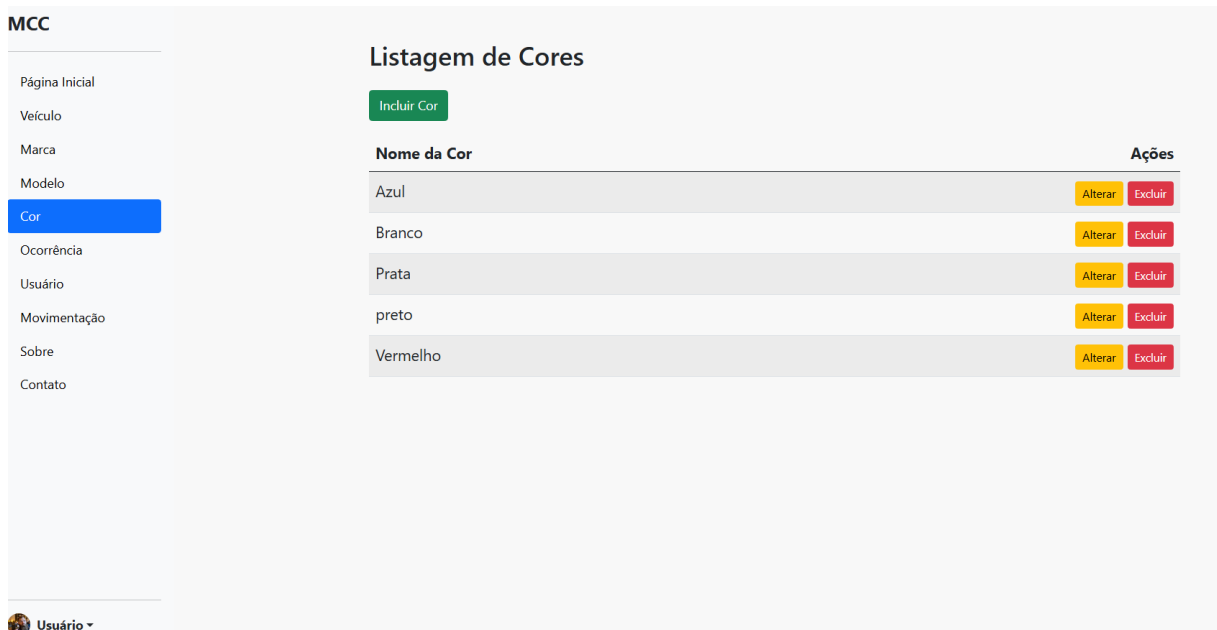 MCC
Página Inicial
Veículo
Marca
Modelo
Cor
Ocorrência
Usuário
Movimentação
Sobre
Contato
Usuário
Listagem de Cores
Incluir Cor
Nome da Cor Ações
Azul Alterar Excluir
Branco Alterar Excluir
Prata Alterar Excluir
preto Alterar Excluir
Vermelho Alterar Excluir